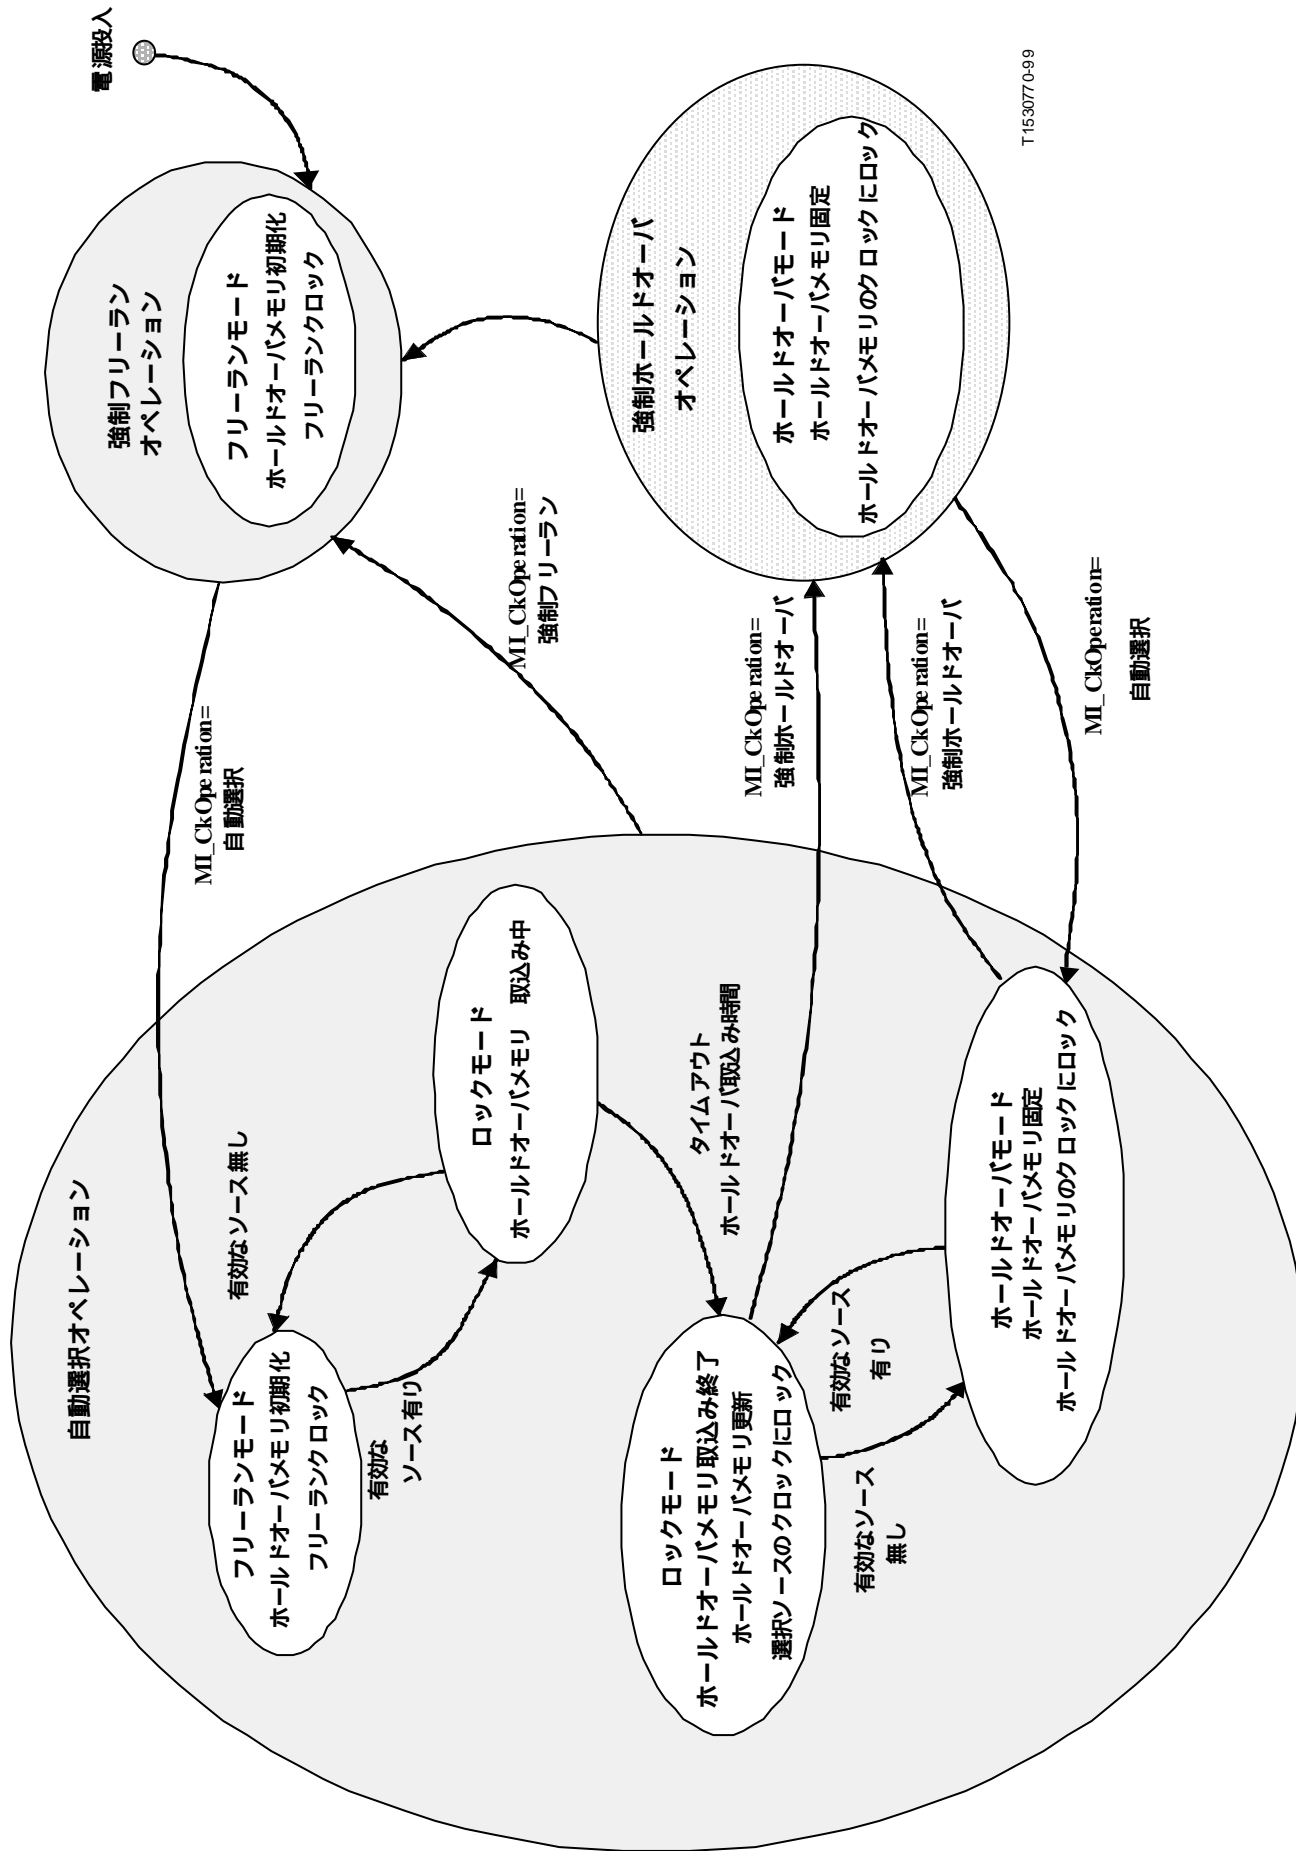 電源投入
強制フリーラン
オペレーション
フリーランモード
ホールドオーバメモリ初期化
フリーランクロック
MI_CkOperation=
自動選択
MI_CkOperation=
強制フリーラン
強制ホールドオーバ
オペレーション
ホールドオーバモード
ホールドオーバメモリ固定
ホールドオーバメモリのクロックにロック
MI_CkOperation=
強制ホールドオーバ
MI_CkOperation=
強制ホールドオーバ
MI_CkOperation=
自動選択
自動選択オペレーション
フリーランモード
ホールドオーバメモリ初期化
フリーランクロック
有効なソース無し
有効な
ソース有り
ロックモード
ホールドオーバメモリ 取込み中
タイムアウト
ホールドオーバ取込み時間
ロックモード
ホールドオーバメモリ取込み終了
ホールドオーバメモリ更新
選択ソースのクロックにロック
有効なソース
有り
有効なソース
無し
ホールドオーバモード
ホールドオーバメモリ固定
ホールドオーバメモリのクロックにロック
T1530770-99